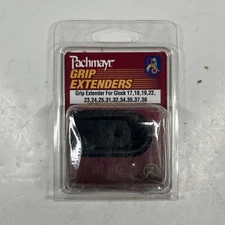 Pachmayr
GRIP
EXTENDERS
Grip Extender For Glock 17,18,19,22,
23,24,25,31,32,34,35,37,38